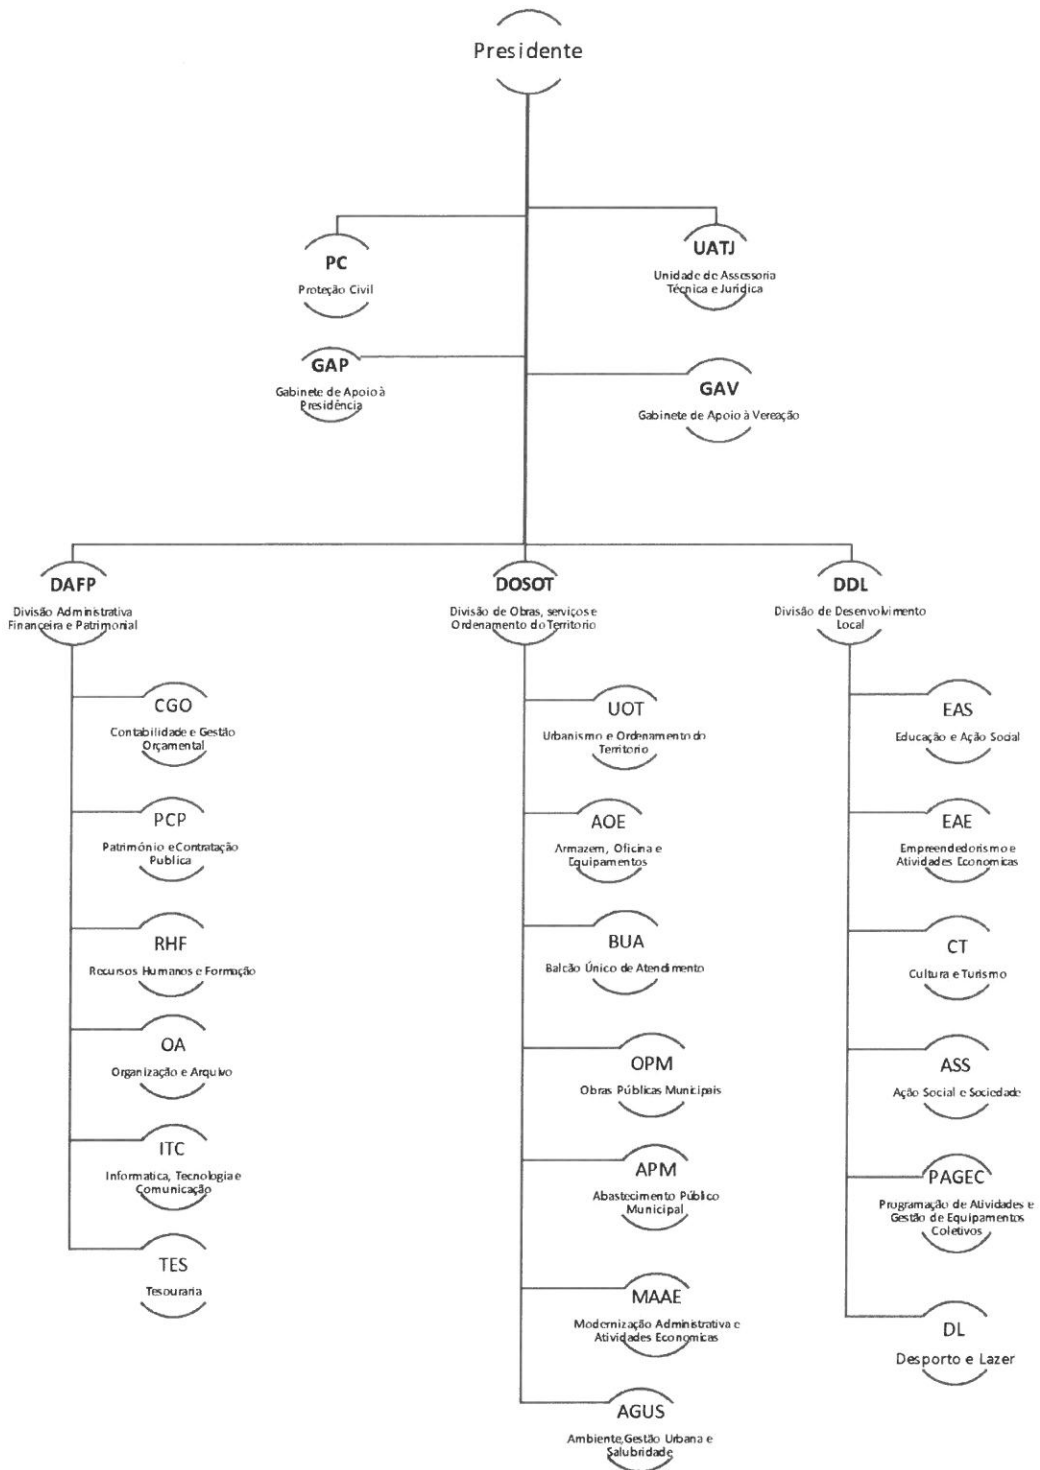 Presidente
PC
Proteção Civil
UATJ
Unidade de Assessoria
Técnica e Juridica
GAP
Gabinete de Apoio à
Presidência
GAV
Gabinete de Apoio à Vereação
DAFP
Divisão Administrativa
Financeira e Patrimonial
DOSOT
Divisão de Obras, serviços e
Ordenamento do Territorio
DDL
Divisão de Desenvolvimento
Local
CGO
Contabilidade e Gestão
Orçamental
PCP
Património e Contratação
Publica
RHF
Recursos Humanos e Formação
OA
Organização e Arquivo
ITC
Informatica, Tecnologia e
Comunicação
TES
Tesouraria
UOT
Urbanismo e Ordenamento do
Territorio
AOE
Armazem, Oficina e
Equipamentos
BUA
Balcão Único de Atendimento
OPM
Obras Públicas Municipais
APM
Abastecimento Público
Municipal
MAAE
Modernização Administrativa e
Atividades Economicas
AGUS
Ambiente,Gestão Urbana e
Salubridade
EAS
Educação e Ação Social
EAE
Empreendedorismo e
Atividades Economicas
CT
Cultura e Turismo
ASS
Ação Social e Sociedade
PAGEC
Programação de Atividades e
Gestão de Equipamentos
Coletivos
DL
Desporto e Lazer